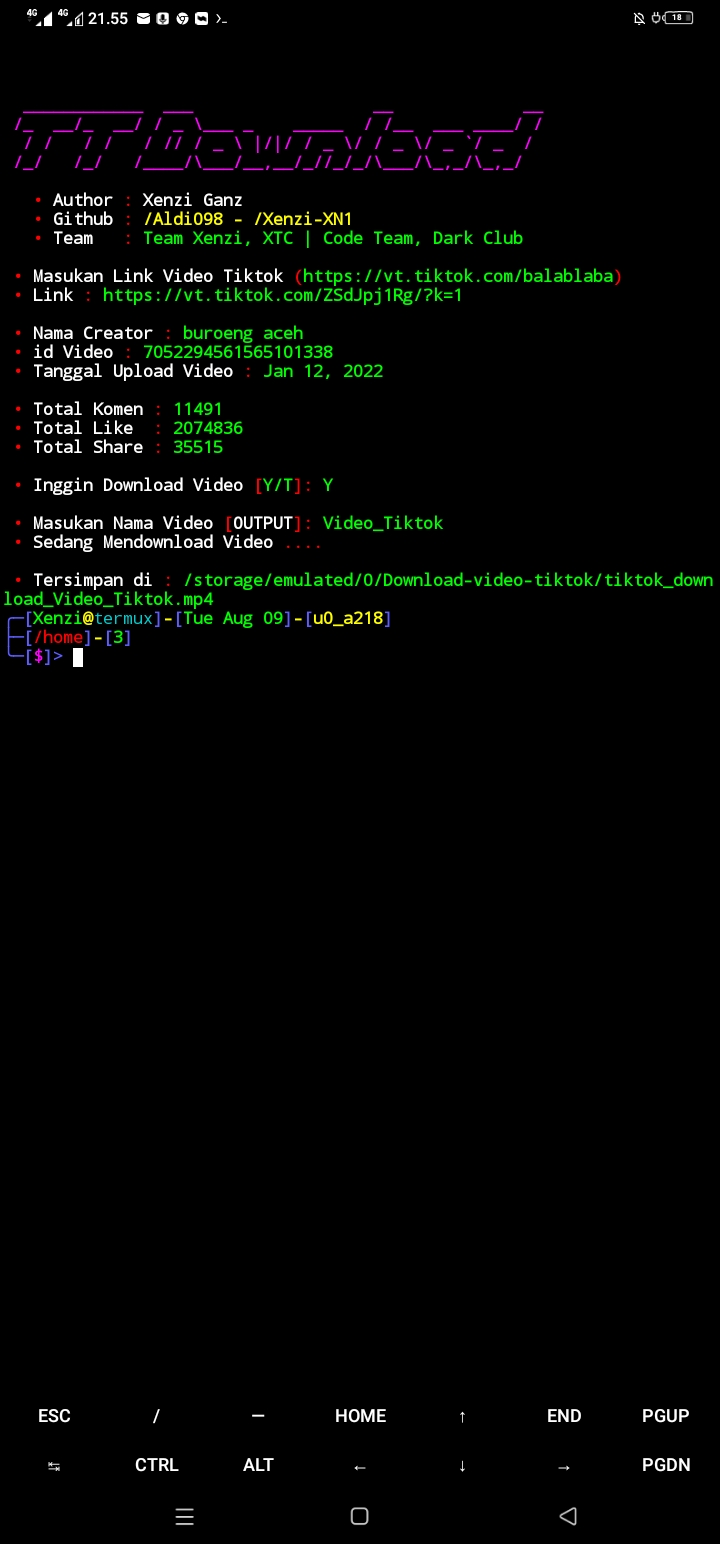 4G 4G 21.55 18
TT Download
• Author : Xenzi Ganz
• Github : /Aldi098 - /Xenzi-XN1
• Team : Team Xenzi, XTC | Code Team, Dark Club
• Masukan Link Video Tiktok (https://vt.tiktok.com/balablaba)
• Link : https://vt.tiktok.com/ZSdJpj1Rg/?k=1
• Nama Creator : buroeng aceh
• id Video : 7052294561565101338
• Tanggal Upload Video : Jan 12, 2022
• Total Komen : 11491
• Total Like : 2074836
• Total Share : 35515
• Inggin Download Video [Y/T]: Y
• Masukan Nama Video [OUTPUT]: Video_Tiktok
• Sedang Mendownload Video ....
• Tersimpan di : /storage/emulated/0/Download-video-tiktok/tiktok_down
load_Video_Tiktok.mp4
[Xenzi@termux]-[Tue Aug 09]-[u0_a218]
[/home]-[3]
[$]>
ESC / — HOME ↑ END PGUP
↹ CTRL ALT ← ↓ → PGDN